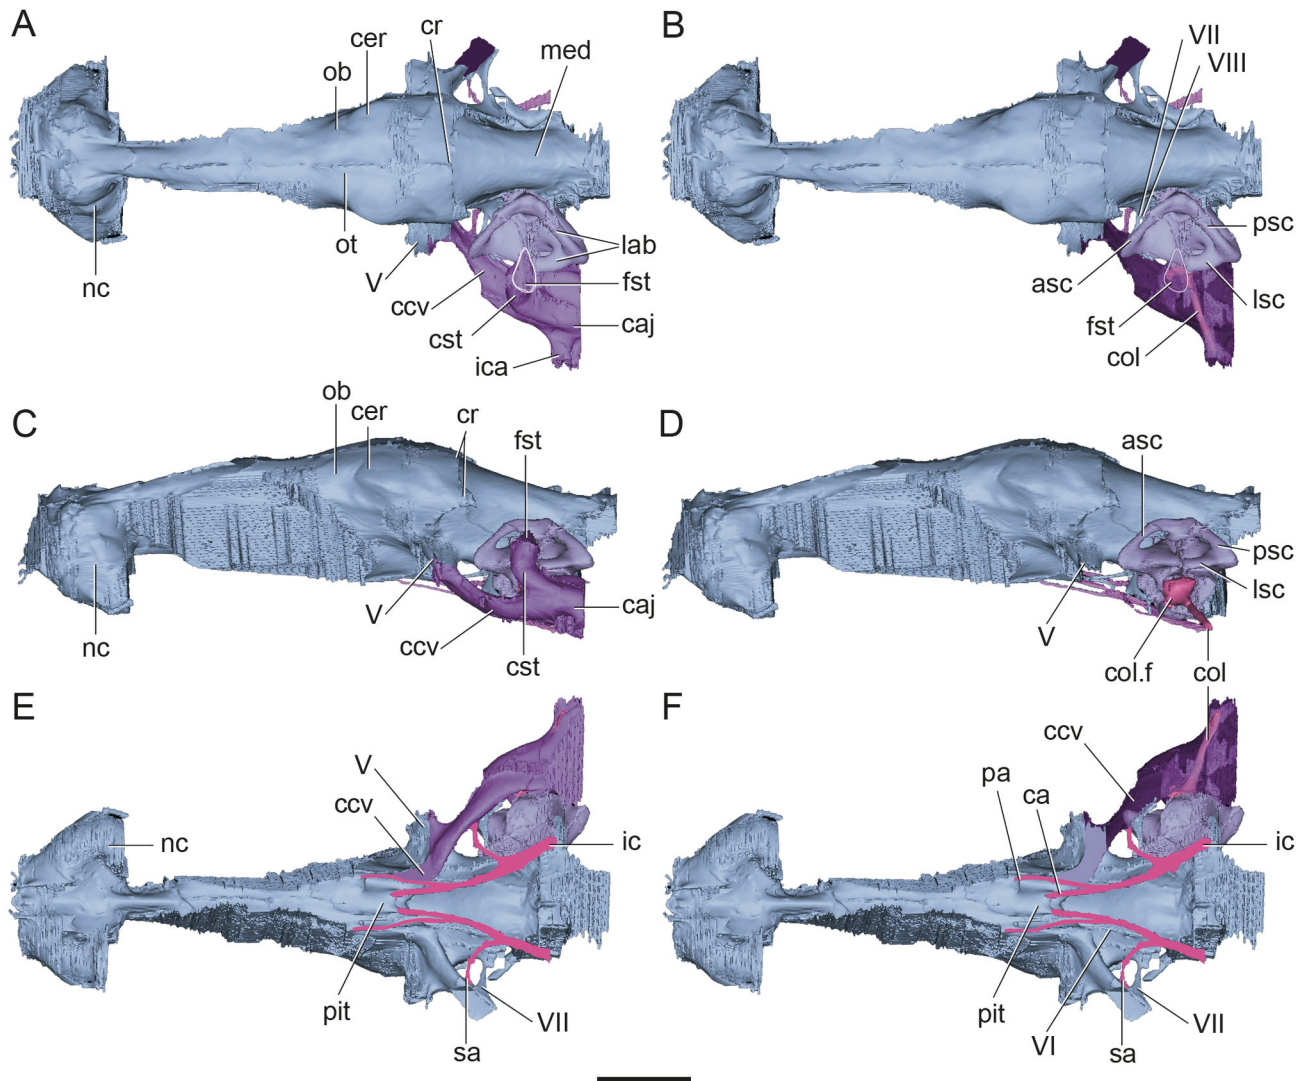 A
cer
cr
med
ob
nc
ot
V
ccv
cst
ica
lab
fst
caj
B
VII
VIII
psc
asc
fst
lsc
col
C
ob
cer
cr
fst
nc
V
ccv
cst
caj
D
asc
psc
lsc
V
col.f
col
E
V
ccv
nc
ic
pit
sa
VII
F
ccv
pa
ca
ic
pit
VI
sa
VII